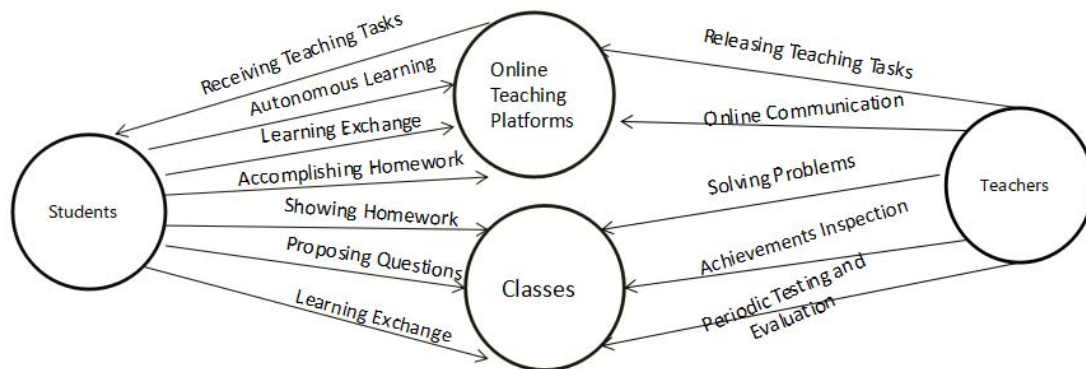 Receiving Teaching Tasks
Autonomous Learning
Learning Exchange
Accomplishing Homework
Showing Homework
Proposing Questions
Learning Exchange
Students
Online
Teaching
Platforms
Classes
Releasing Teaching Tasks
Online Communication
Solving Problems
Achievements Inspection
Periodic Testing and
Evaluation
Teachers